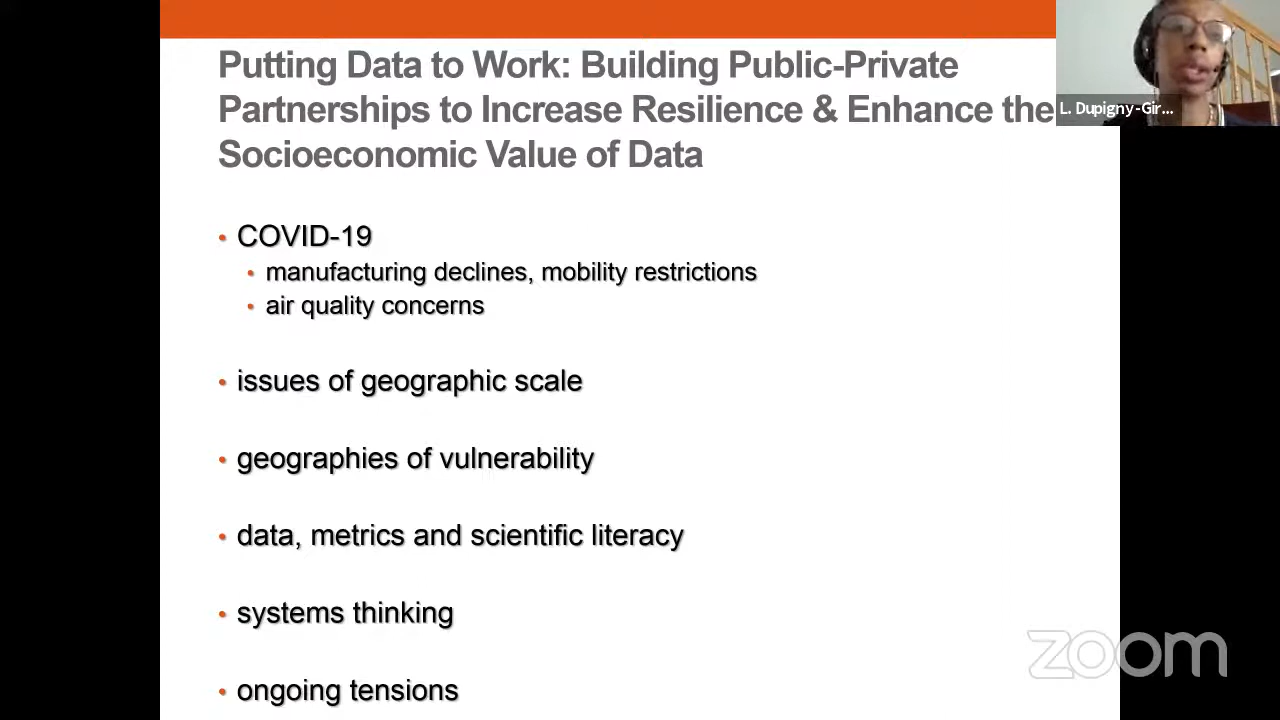 Putting Data to Work: Building Public-Private
Partnerships to Increase Resilience & Enhance the
Socioeconomic Value of Data
L. Dupigny-Gir...
• COVID-19
• manufacturing declines, mobility restrictions
• air quality concerns
• issues of geographic scale
• geographies of vulnerability
• data, metrics and scientific literacy
• systems thinking
• ongoing tensions
zoom